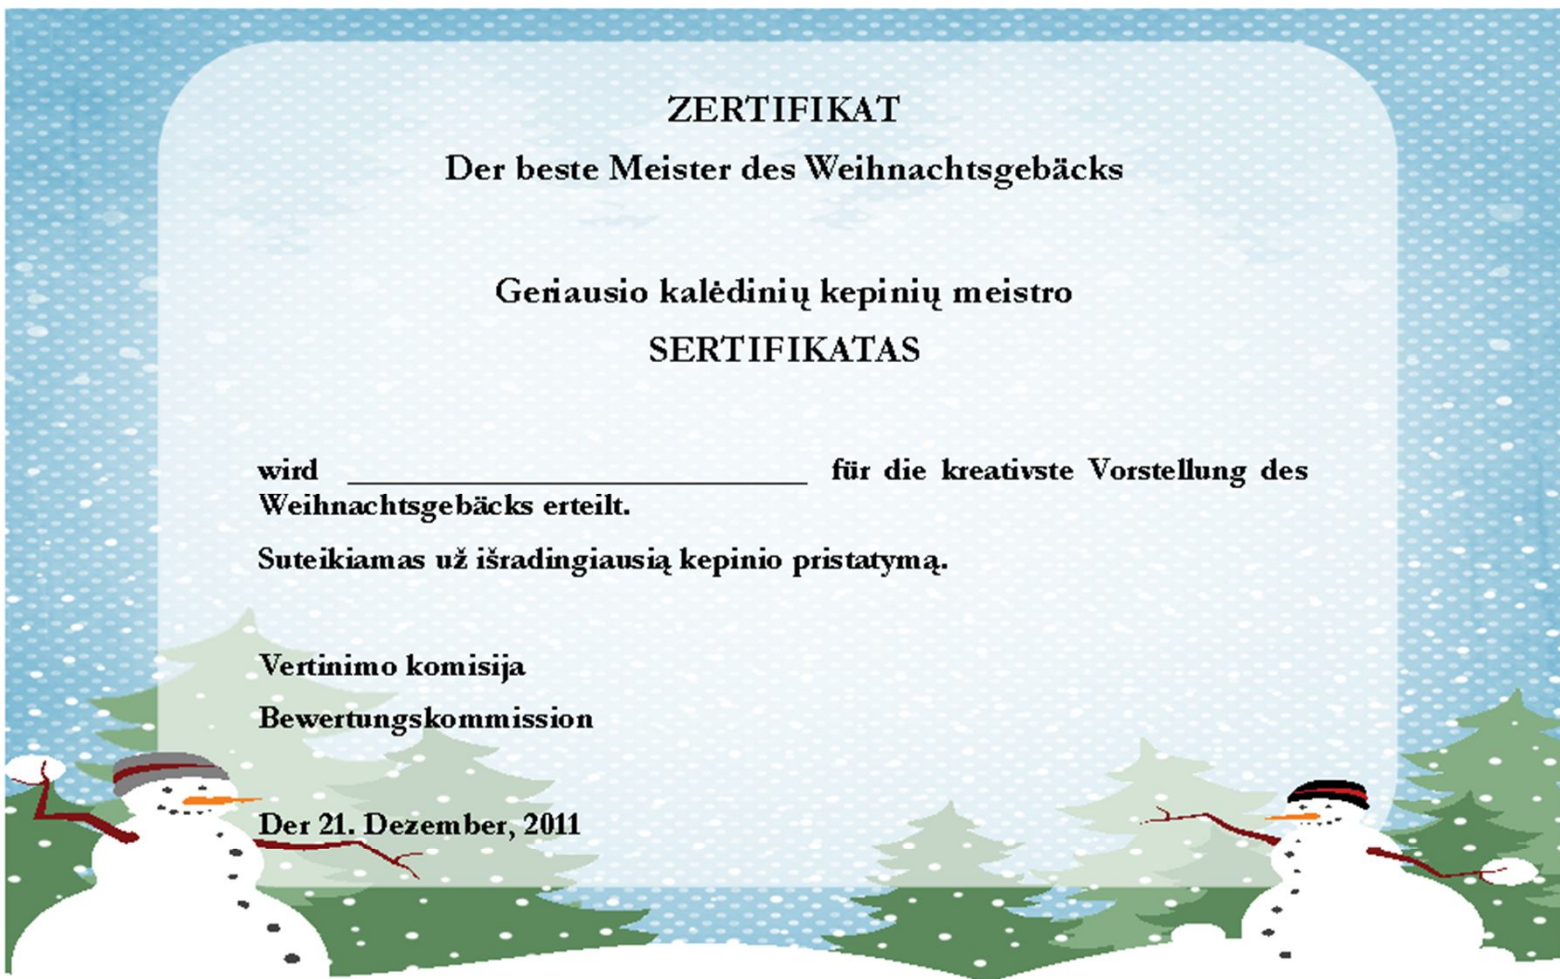 ZERTIFIKAT
Der beste Meister des Weihnachtsgebäcks
Geriausio kalėdinių kepinių meistro
SERTIFIKATAS
wird ______________________________ für die kreativste Vorstellung des
Weihnachtsgebäcks erteilt.
Suteikiamas už išradingiausią kepinio pristatymą.
Vertinimo komisija
Bewertungskommission
Der 21. Dezember, 2011